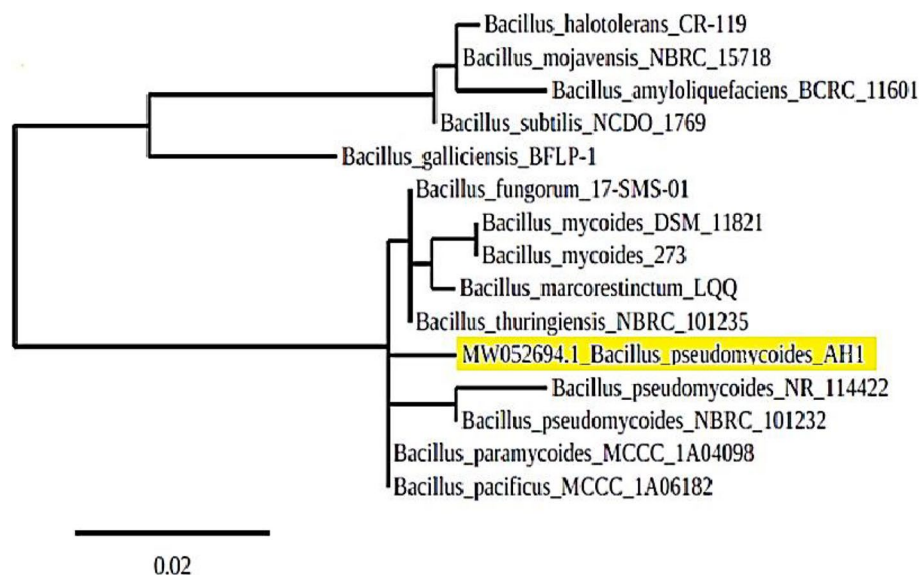 Bacillus_halotolerans_CR-119
Bacillus_mojavensis_NBRC_15718
Bacillus_amyloliquefaciens_BCRC_11601
Bacillus_subtilis_NCDO_1769
Bacillus_galliciensis_BFLP-1
Bacillus_fungorum_17-SMS-01
Bacillus_mycoides_DSM_11821
Bacillus_mycoides_273
Bacillus_marcorestinctum_LQQ
Bacillus_thuringiensis_NBRC_101235
MW052694.1_Bacillus_pseudomycoides_AH1
Bacillus_pseudomycoides_NR_114422
Bacillus_pseudomycoides_NBRC_101232
Bacillus_paramycoides_MCCC_1A04098
Bacillus_pacificus_MCCC_1A06182
0.02